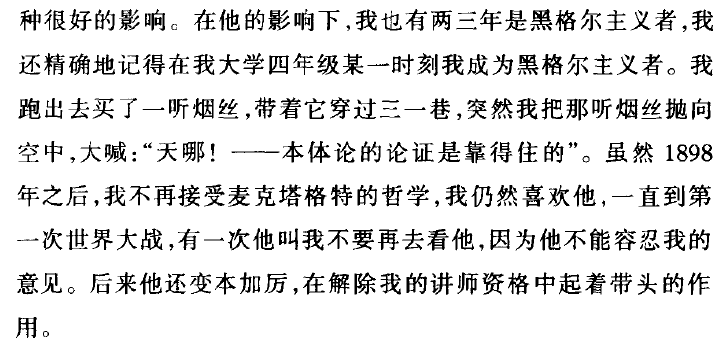 种很好的影响。在他的影响下,我也有两三年是黑格尔主义者,我
还精确地记得在我大学四年级某一时刻我成为黑格尔主义者。我
跑出去买了一听烟丝,带着它穿过三一巷,突然我把那听烟丝抛向
空中,大喊:“天哪! ——本体论的论证是靠得住的”。虽然 1898
年之后,我不再接受麦克塔格特的哲学,我仍然喜欢他,一直到第
一次世界大战,有一次他叫我不要再去看他,因为他不能容忍我的
意见。后来他还变本加厉,在解除我的讲师资格中起着带头的作
用。